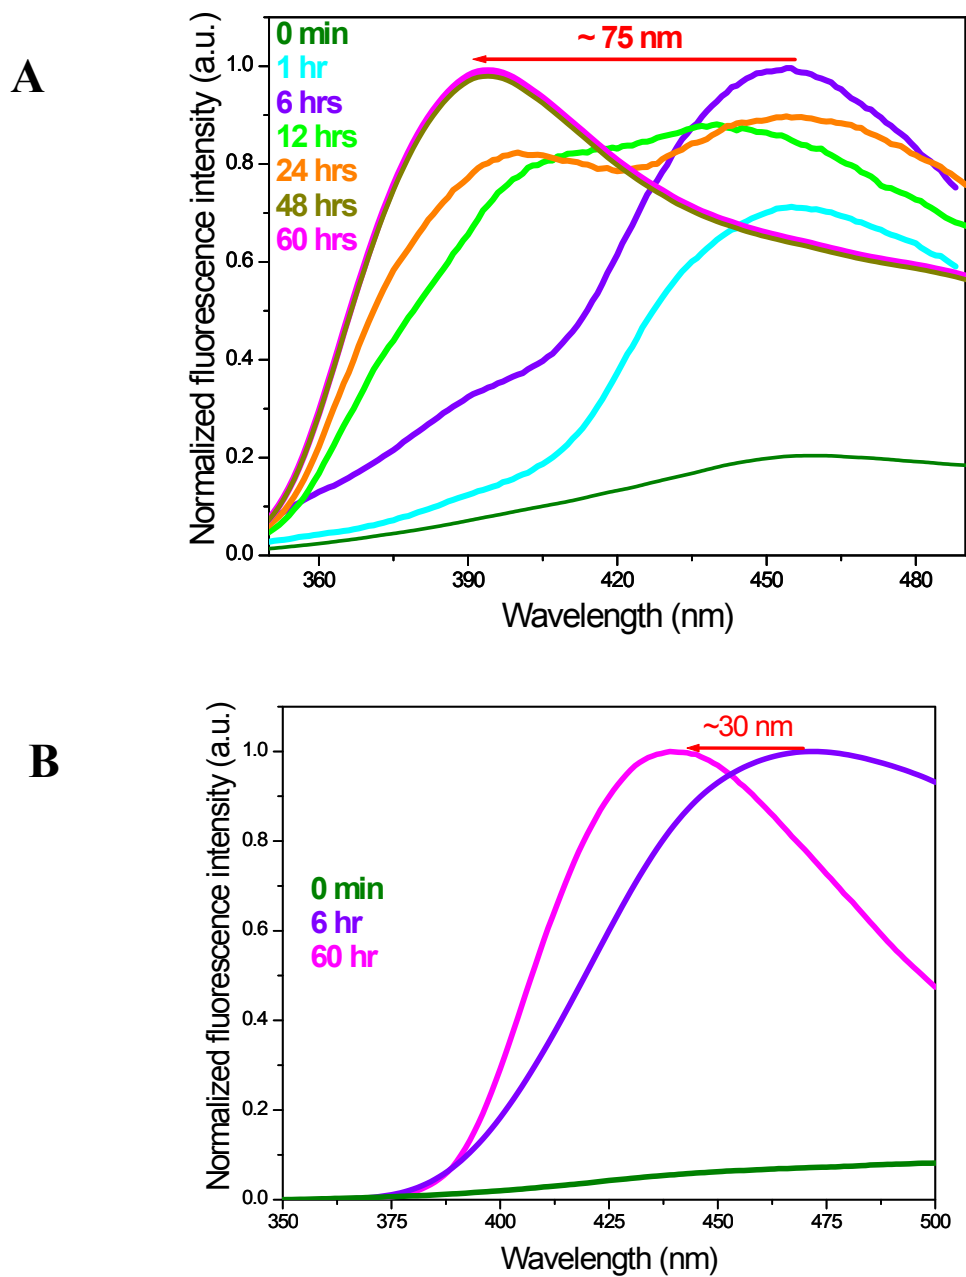 A
0 min
1 hr
6 hrs
12 hrs
24 hrs
48 hrs
60 hrs
~ 75 nm
Normalized fluorescence intensity (a.u.)
1.0
0.8
0.6
0.4
0.2
0.0
360 390 420 450 480
Wavelength (nm)
B
~30 nm
0 min
6 hr
60 hr
Normalized fluorescence intensity (a.u.)
1.0
0.8
0.6
0.4
0.2
0.0
350 375 400 425 450 475 500
Wavelength (nm)